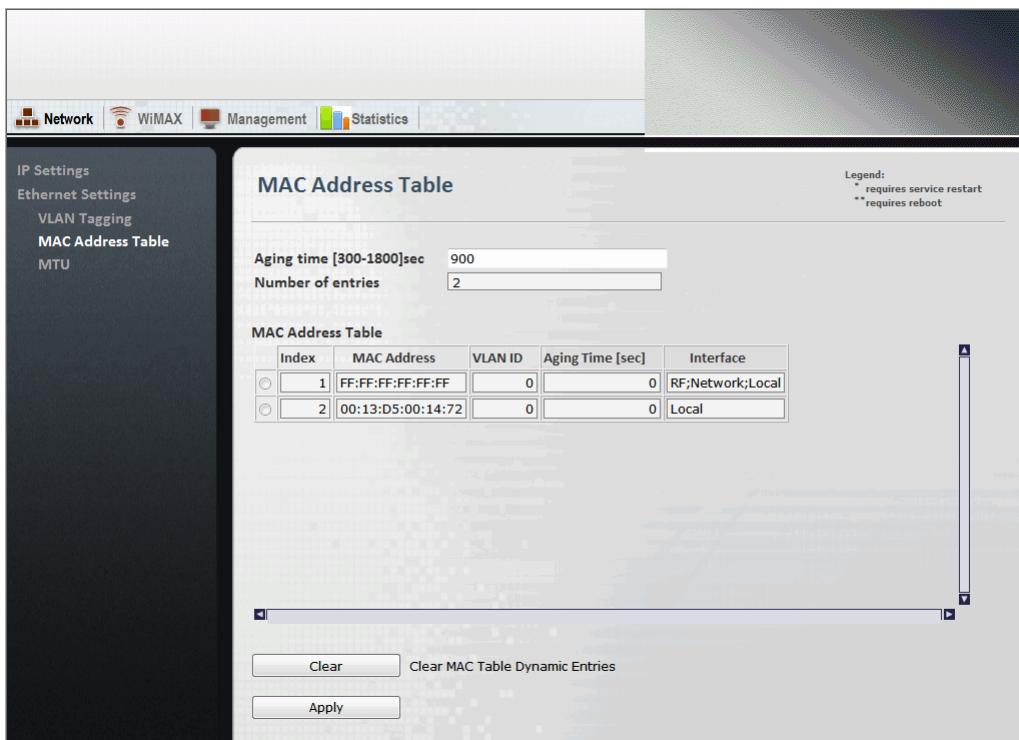 Network WiMAX Management Statistics
IP Settings
Ethernet Settings
VLAN Tagging
MAC Address Table
MTU
MAC Address Table
Legend:
* requires service restart
**requires reboot
Aging time [300-1800]sec 900
Number of entries 2
MAC Address Table
Index MAC Address VLAN ID Aging Time [sec] Interface
1 FF:FF:FF:FF:FF:FF 0 0 RF;Network;Local
2 00:13:D5:00:14:72 0 0 Local
Clear Clear MAC Table Dynamic Entries
Apply